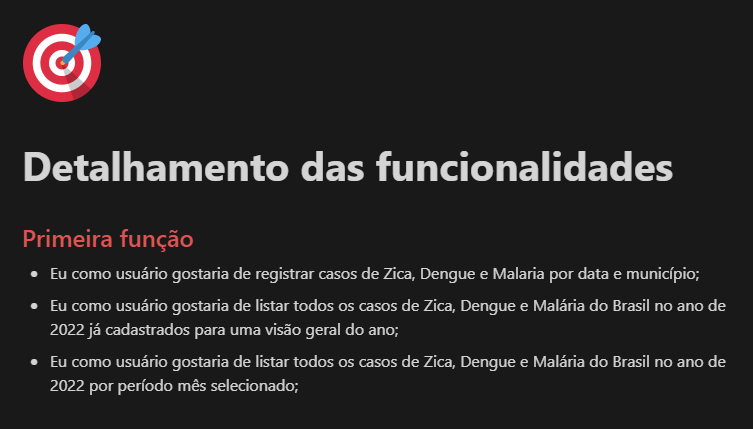 Detalhamento das funcionalidades
Primeira função
• Eu como usuário gostaria de registrar casos de Zica, Dengue e Malaria por data e município;
• Eu como usuário gostaria de listar todos os casos de Zica, Dengue e Malária do Brasil no ano de
2022 já cadastrados para uma visão geral do ano;
• Eu como usuário gostaria de listar todos os casos de Zica, Dengue e Malária do Brasil no ano de
2022 por período mês selecionado;